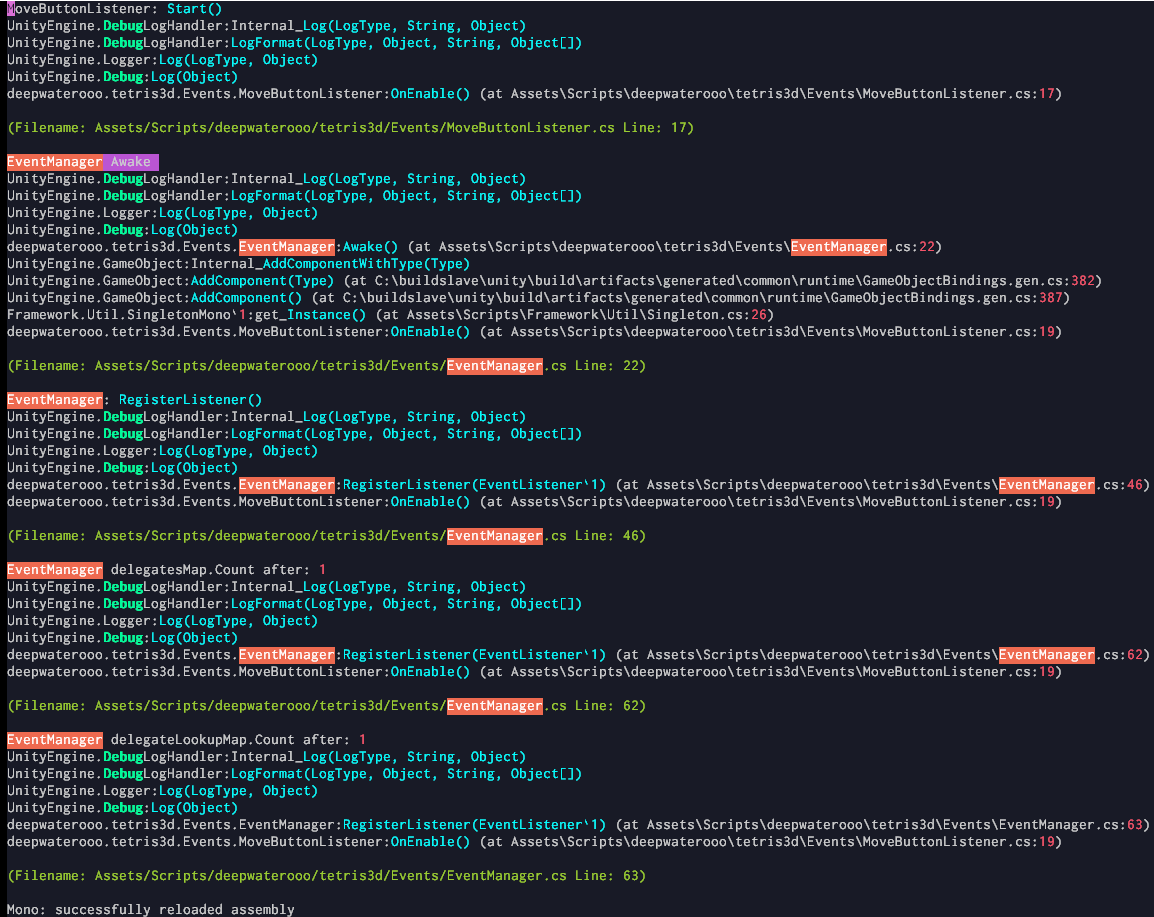 MoveButtonListener: Start()
UnityEngine.DebugLogHandler:Internal_Log(LogType, String, Object)
UnityEngine.DebugLogHandler:LogFormat(LogType, Object, String, Object[])
UnityEngine.Logger:Log(LogType, Object)
UnityEngine.Debug:Log(Object)
deepwaterooo.tetris3d.Events.MoveButtonListener:OnEnable() (at Assets\Scripts\deepwaterooo\tetris3d\Events\MoveButtonListener.cs:17)
(Filename: Assets/Scripts/deepwaterooo/tetris3d/Events/MoveButtonListener.cs Line: 17)
EventManager Awake
UnityEngine.DebugLogHandler:Internal_Log(LogType, String, Object)
UnityEngine.DebugLogHandler:LogFormat(LogType, Object, String, Object[])
UnityEngine.Logger:Log(LogType, Object)
UnityEngine.Debug:Log(Object)
deepwaterooo.tetris3d.Events.EventManager:Awake() (at Assets\Scripts\deepwaterooo\tetris3d\Events\EventManager.cs:22)
UnityEngine.GameObject:Internal_AddComponentWithType(Type)
UnityEngine.GameObject:AddComponent(Type) (at C:\buildslave\unity\build\artifacts\generated\common\runtime\GameObjectBindings.gen.cs:382)
UnityEngine.GameObject:AddComponent() (at C:\buildslave\unity\build\artifacts\generated\common\runtime\GameObjectBindings.gen.cs:387)
Framework.Util.SingletonMono`1:get_Instance() (at Assets\Scripts\Framework\Util\Singleton.cs:26)
deepwaterooo.tetris3d.Events.MoveButtonListener:OnEnable() (at Assets\Scripts\deepwaterooo\tetris3d\Events\MoveButtonListener.cs:19)
(Filename: Assets/Scripts/deepwaterooo/tetris3d/Events/EventManager.cs Line: 22)
EventManager: RegisterListener()
UnityEngine.DebugLogHandler:Internal_Log(LogType, String, Object)
UnityEngine.DebugLogHandler:LogFormat(LogType, Object, String, Object[])
UnityEngine.Logger:Log(LogType, Object)
UnityEngine.Debug:Log(Object)
deepwaterooo.tetris3d.Events.EventManager:RegisterListener(EventListener`1) (at Assets\Scripts\deepwaterooo\tetris3d\Events\EventManager.cs:46)
deepwaterooo.tetris3d.Events.MoveButtonListener:OnEnable() (at Assets\Scripts\deepwaterooo\tetris3d\Events\MoveButtonListener.cs:19)
(Filename: Assets/Scripts/deepwaterooo/tetris3d/Events/EventManager.cs Line: 46)
EventManager delegatesMap.Count after: 1
UnityEngine.DebugLogHandler:Internal_Log(LogType, String, Object)
UnityEngine.DebugLogHandler:LogFormat(LogType, Object, String, Object[])
UnityEngine.Logger:Log(LogType, Object)
UnityEngine.Debug:Log(Object)
deepwaterooo.tetris3d.Events.EventManager:RegisterListener(EventListener`1) (at Assets\Scripts\deepwaterooo\tetris3d\Events\EventManager.cs:62)
deepwaterooo.tetris3d.Events.MoveButtonListener:OnEnable() (at Assets\Scripts\deepwaterooo\tetris3d\Events\MoveButtonListener.cs:19)
(Filename: Assets/Scripts/deepwaterooo/tetris3d/Events/EventManager.cs Line: 62)
EventManager delegateLookupMap.Count after: 1
UnityEngine.DebugLogHandler:Internal_Log(LogType, String, Object)
UnityEngine.DebugLogHandler:LogFormat(LogType, Object, String, Object[])
UnityEngine.Logger:Log(LogType, Object)
UnityEngine.Debug:Log(Object)
deepwaterooo.tetris3d.Events.EventManager:RegisterListener(EventListener`1) (at Assets\Scripts\deepwaterooo\tetris3d\Events\EventManager.cs:63)
deepwaterooo.tetris3d.Events.MoveButtonListener:OnEnable() (at Assets\Scripts\deepwaterooo\tetris3d\Events\MoveButtonListener.cs:19)
(Filename: Assets/Scripts/deepwaterooo/tetris3d/Events/EventManager.cs Line: 63)
Mono: successfully reloaded assembly